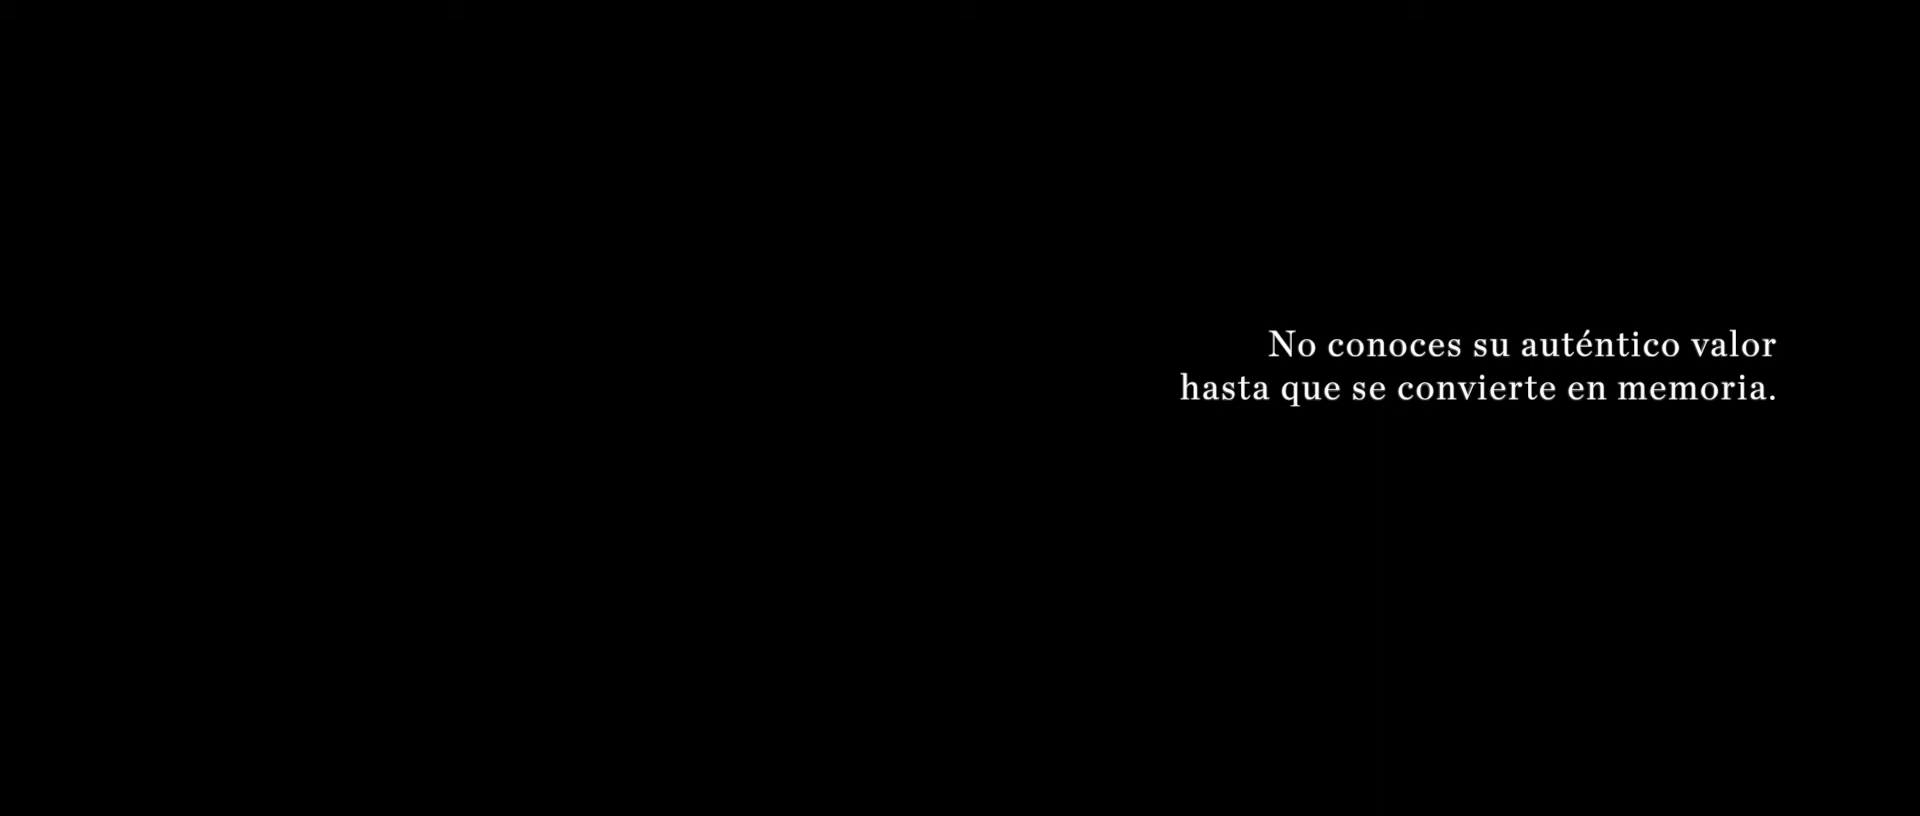 No conoces su auténtico valor
hasta que se convierte en memoria.